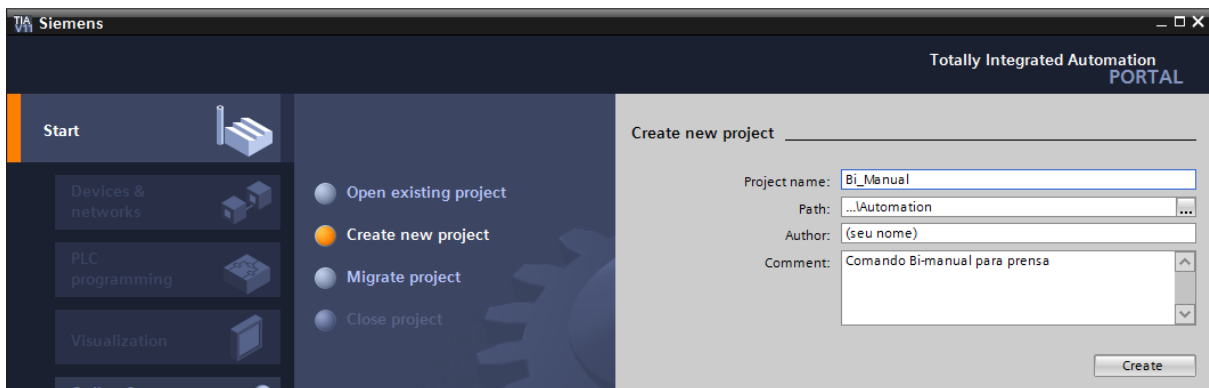 TIA V11 Siemens
Totally Integrated Automation
PORTAL
Start
Devices &
networks
PLC
programming
Visualization
Open existing project
Create new project
Migrate project
Close project
Create new project
Project name: Bi_Manual
Path: ...\Automation
...
Author: (seu nome)
Comment: Comando Bi-manual para prensa
Create